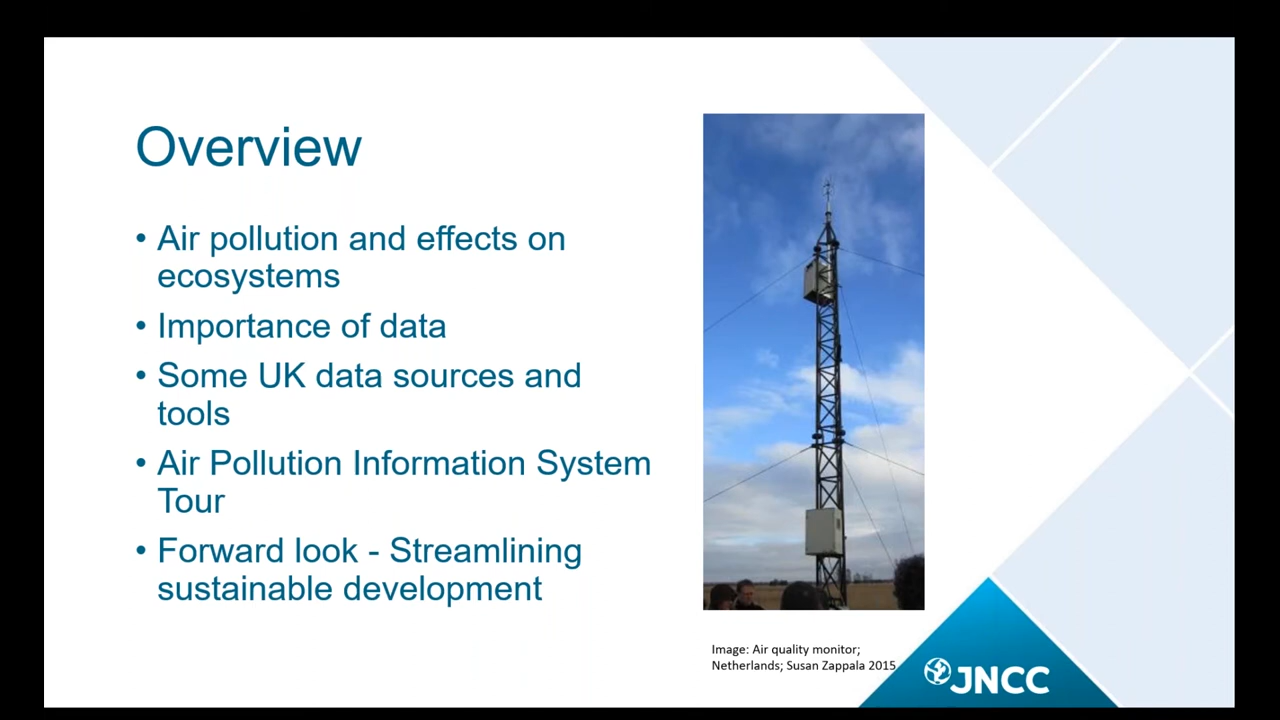 Overview
• Air pollution and effects on
ecosystems
• Importance of data
• Some UK data sources and
tools
• Air Pollution Information System
Tour
• Forward look - Streamlining
sustainable development
Image: Air quality monitor;
Netherlands; Susan Zappala 2015
JNCC